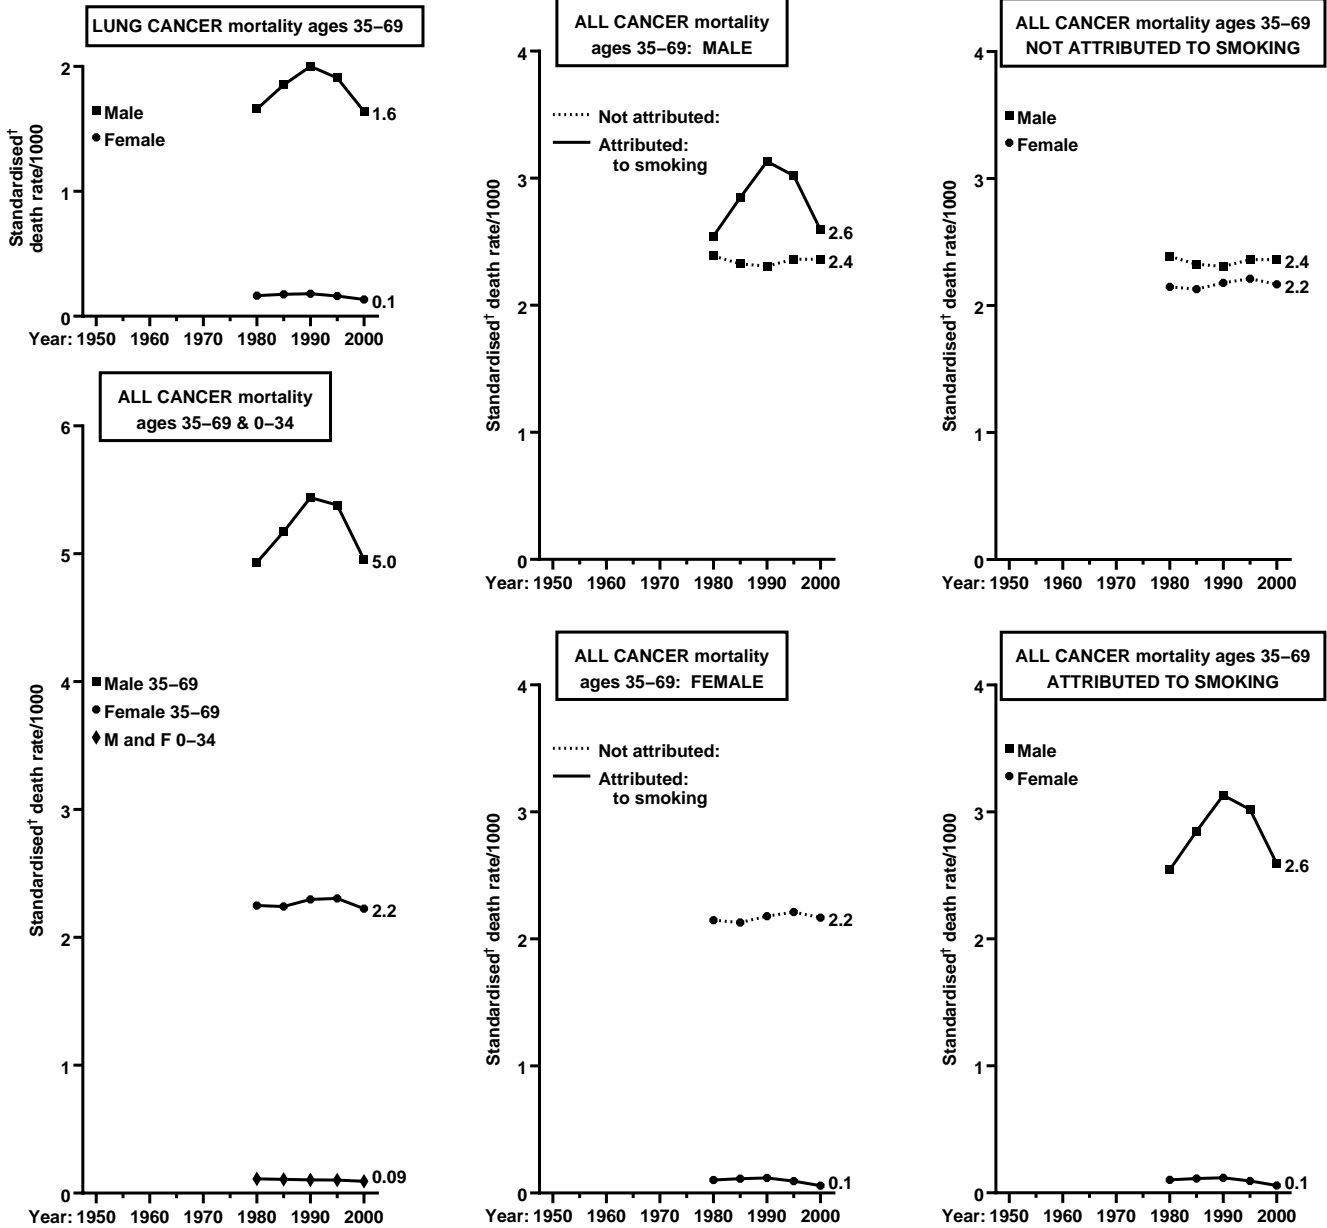 LUNG CANCER mortality ages 35–69
2
1
0
Standardised†
death rate/1000
Male
Female
1.6
0.1
Year: 1950 1960 1970 1980 1990 2000
ALL CANCER mortality
ages 35–69 & 0–34
6
5
4
3
2
1
0
Standardised† death rate/1000
Male 35–69
Female 35–69
M and F 0–34
5.0
2.2
0.09
Year: 1950 1960 1970 1980 1990 2000
ALL CANCER mortality
ages 35–69: MALE
4
3
2
1
0
Standardised† death rate/1000
Not attributed:
Attributed:
to smoking
2.6
2.4
Year: 1950 1960 1970 1980 1990 2000
ALL CANCER mortality
ages 35–69: FEMALE
4
3
2
1
0
Standardised† death rate/1000
Not attributed:
Attributed:
to smoking
2.2
0.1
Year: 1950 1960 1970 1980 1990 2000
ALL CANCER mortality ages 35–69
NOT ATTRIBUTED TO SMOKING
4
3
2
1
0
Standardised† death rate/1000
Male
Female
2.4
2.2
Year: 1950 1960 1970 1980 1990 2000
ALL CANCER mortality ages 35–69
ATTRIBUTED TO SMOKING
4
3
2
1
0
Standardised† death rate/1000
Male
Female
2.6
0.1
Year: 1950 1960 1970 1980 1990 2000